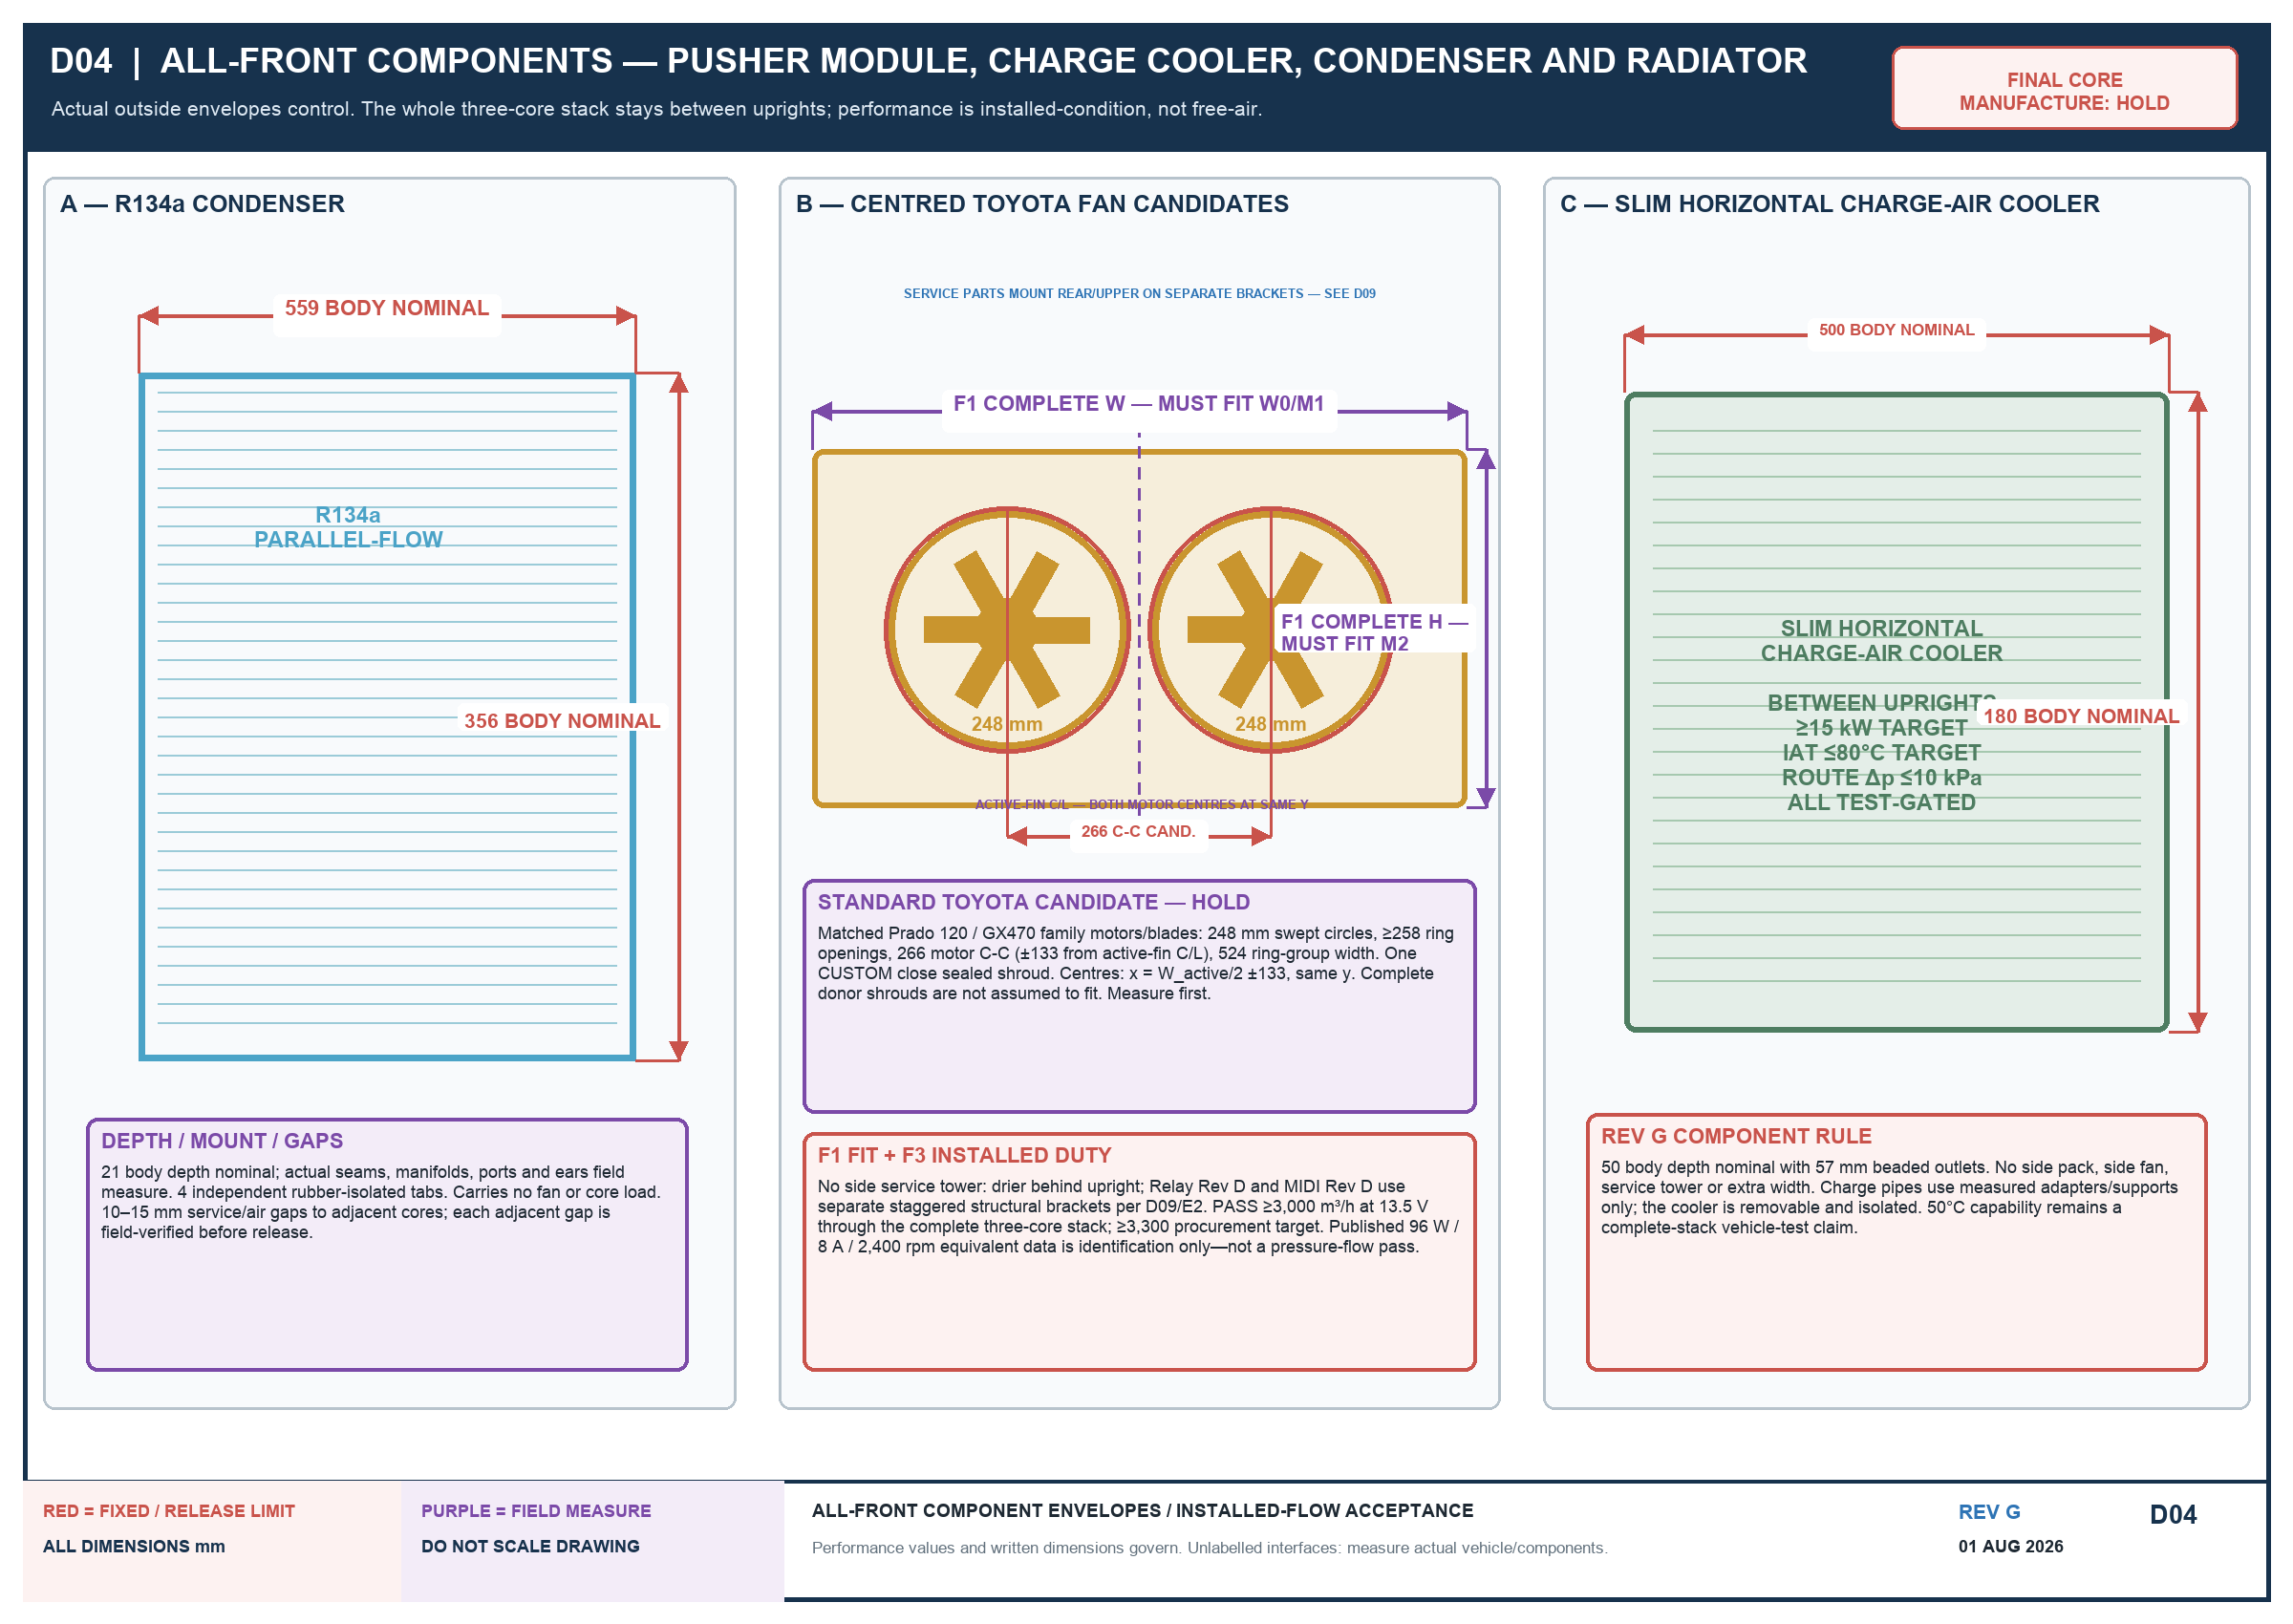 D04 | ALL-FRONT COMPONENTS — PUSHER MODULE, CHARGE COOLER, CONDENSER AND RADIATOR
Actual outside envelopes control. The whole three-core stack stays between uprights; performance is installed-condition, not free-air.
FINAL CORE
MANUFACTURE: HOLD
A — R134a CONDENSER
559 BODY NOMINAL
R134a
PARALLEL-FLOW
356 BODY NOMINAL
DEPTH / MOUNT / GAPS
21 body depth nominal; actual seams, manifolds, ports and ears field
measure. 4 independent rubber-isolated tabs. Carries no fan or core load.
10–15 mm service/air gaps to adjacent cores; each adjacent gap is
field-verified before release.
B — CENTRED TOYOTA FAN CANDIDATES
SERVICE PARTS MOUNT REAR/UPPER ON SEPARATE BRACKETS — SEE D09
F1 COMPLETE W — MUST FIT W0/M1
F1 COMPLETE H —
MUST FIT M2
248 mm
248 mm
ACTIVE-FIN C/L — BOTH MOTOR CENTRES AT SAME Y
266 C-C CAND.
STANDARD TOYOTA CANDIDATE — HOLD
Matched Prado 120 / GX470 family motors/blades: 248 mm swept circles, ≥258 ring
openings, 266 motor C-C (±133 from active-fin C/L), 524 ring-group width. One
CUSTOM close sealed shroud. Centres: x = W_active/2 ±133, same y. Complete
donor shrouds are not assumed to fit. Measure first.
F1 FIT + F3 INSTALLED DUTY
No side service tower: drier behind upright; Relay Rev D and MIDI Rev D use
separate staggered structural brackets per D09/E2. PASS ≥3,000 m³/h at 13.5 V
through the complete three-core stack; ≥3,300 procurement target. Published 96 W /
8 A / 2,400 rpm equivalent data is identification only—not a pressure-flow pass.
C — SLIM HORIZONTAL CHARGE-AIR COOLER
500 BODY NOMINAL
SLIM HORIZONTAL
CHARGE-AIR COOLER
BETWEEN UPRIGHTS
180 BODY NOMINAL
≥15 kW TARGET
IAT ≤80°C TARGET
ROUTE Δp ≤10 kPa
ALL TEST-GATED
REV G COMPONENT RULE
50 body depth nominal with 57 mm beaded outlets. No side pack, side fan,
service tower or extra width. Charge pipes use measured adapters/supports
only; the cooler is removable and isolated. 50°C capability remains a
complete-stack vehicle-test claim.
RED = FIXED / RELEASE LIMIT
ALL DIMENSIONS mm
PURPLE = FIELD MEASURE
DO NOT SCALE DRAWING
ALL-FRONT COMPONENT ENVELOPES / INSTALLED-FLOW ACCEPTANCE
Performance values and written dimensions govern. Unlabelled interfaces: measure actual vehicle/components.
REV G
01 AUG 2026
D04